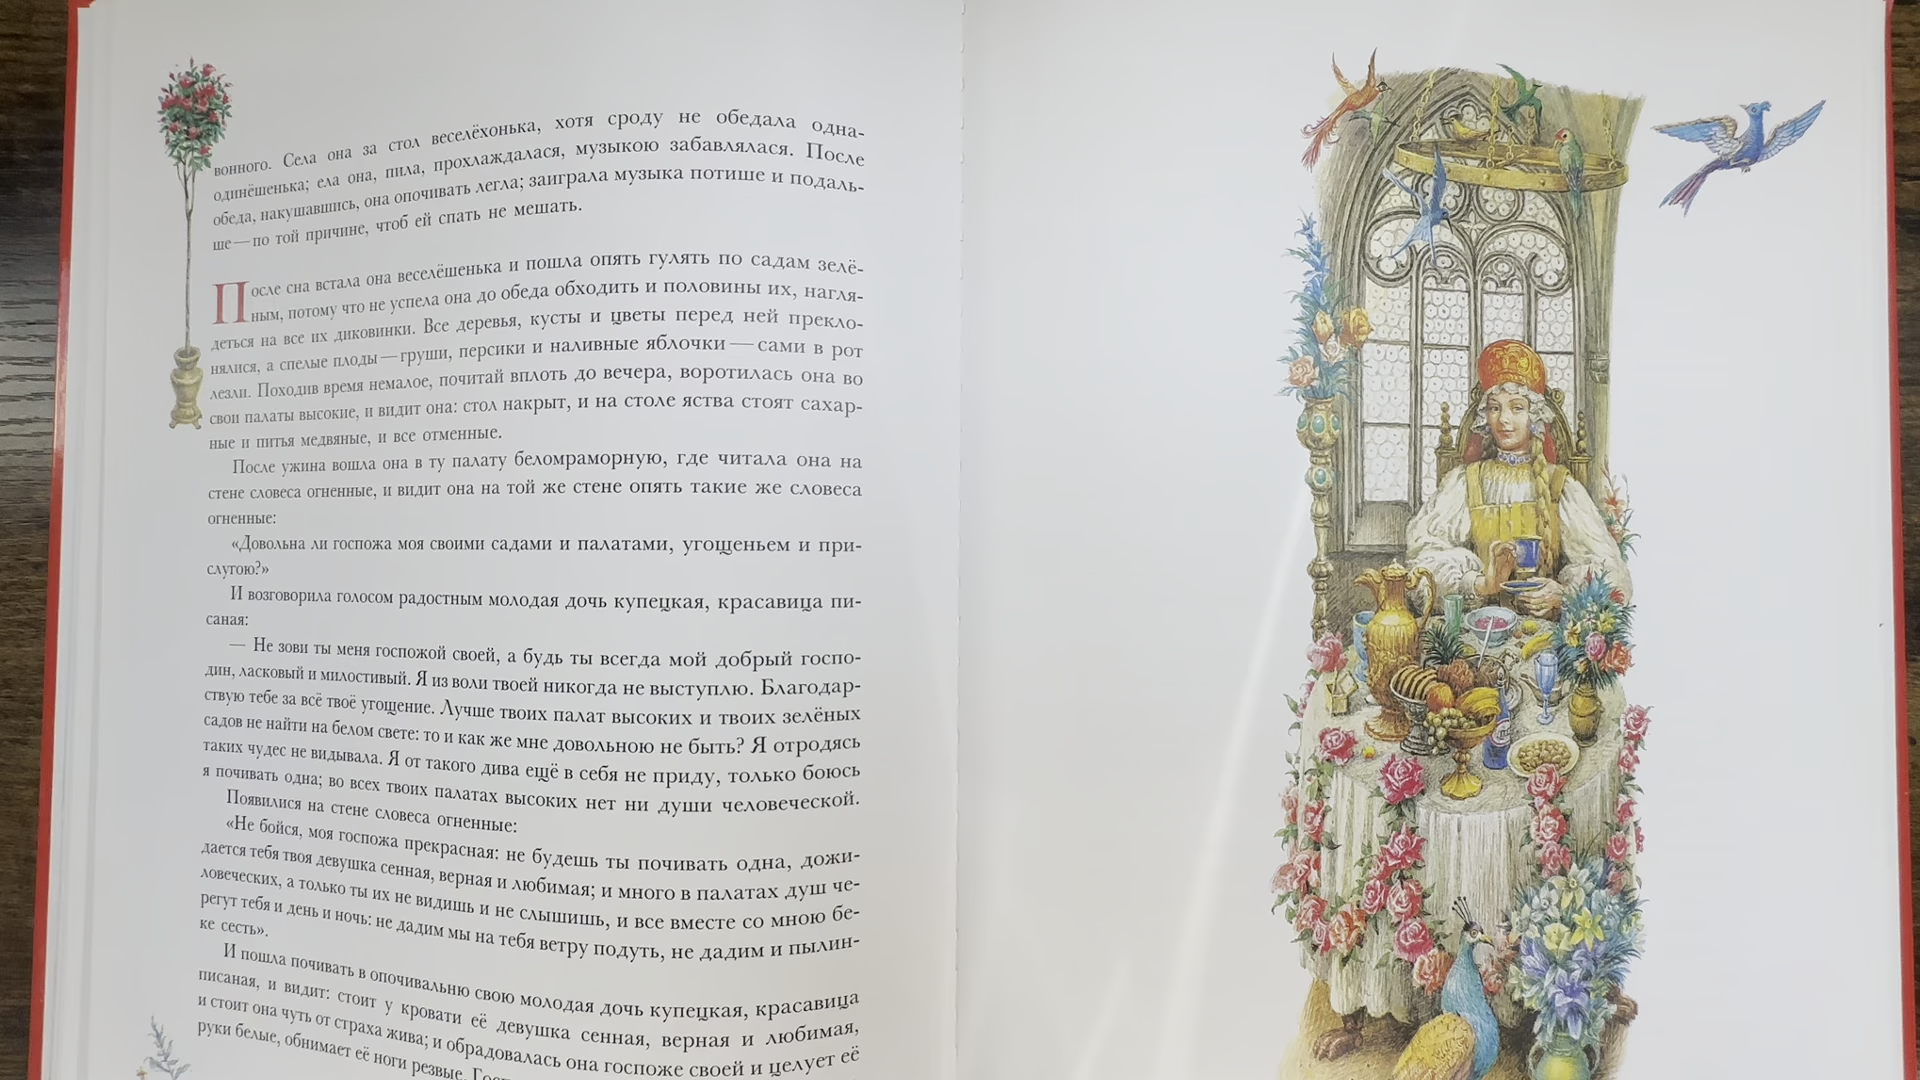 вонного. Села она за стол веселёхонька, хотя сроду не обедала одна-
одинёшенька; ела она, пила, прохлаждалася, музыкою забавлялася. После
обеда, накушавшись, она опочивать легла; заиграла музыка потише и подаль-
ше — по той причине, чтоб ей спать не мешать.
После сна встала она веселёшенька и пошла опять гулять по садам зелё-
ным, потому что не успела она до обеда обходить и половины их, нагля-
деться на все их диковинки. Все деревья, кусты и цветы перед ней прекло-
нялися, а спелые плоды — груши, персики и наливные яблочки — сами в рот
лезли. Походив время немалое, почитай вплоть до вечера, воротилась она во
свои палаты высокие, и видит она: стол накрыт, и на столе яства стоят сахар-
ные и питья медвяные, и все отменные.
После ужина вошла она в ту палату беломраморную, где читала она на
стене словеса огненные, и видит она на той же стене опять такие же словеса
огненные:
«Довольна ли госпожа моя своими садами и палатами, угощеньем и при-
слугою?»
И возговорила голосом радостным молодая дочь купецкая, красавица пи-
саная:
— Не зови ты меня госпожой своей, а будь ты всегда мой добрый госпо-
дин, ласковый и милостивый. Я из воли твоей никогда не выступлю. Благодар-
ствую тебе за всё твоё угощение. Лучше твоих палат высоких и твоих зелёных
садов не найти на белом свете: то и как же мне довольною не быть? Я отродясь
таких чудес не видывала. Я от такого дива ещё в себя не приду, только боюсь
я почивать одна; во всех твоих палатах высоких нет ни души человеческой.
Появилися на стене словеса огненные:
«Не бойся, моя госпожа прекрасная: не будешь ты почивать одна, дожи-
дается тебя твоя девушка сенная, верная и любимая; и много в палатах душ че-
ловеческих, а только ты их не видишь и не слышишь, и все вместе со мною бе-
регут тебя и день и ночь: не дадим мы на тебя ветру подуть, не дадим и пылин-
ке сесть».
И пошла почивать в опочивальню свою молодая дочь купецкая, красавица
писаная, и видит: стоит у кровати её девушка сенная, верная и любимая,
и стоит она чуть от страха жива; и обрадовалась она госпоже своей и целует её
руки белые, обнимает её ноги резвые.